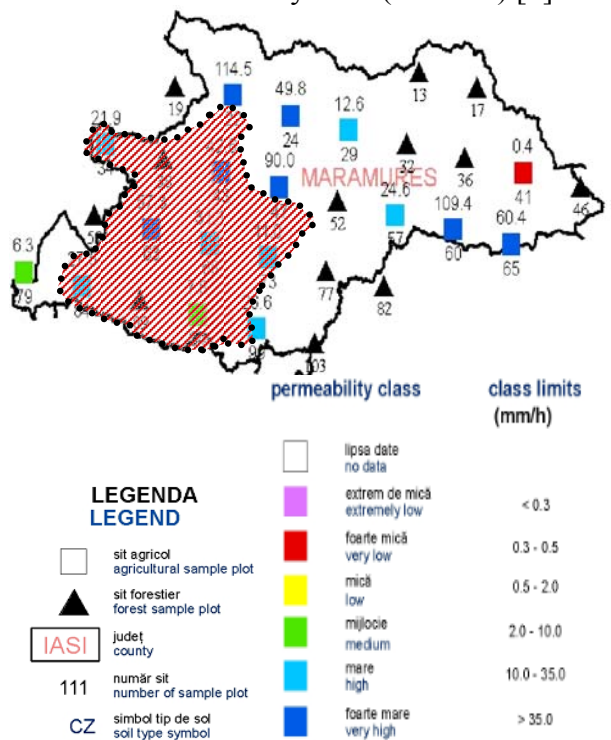 114.5
49.8
12.6
13
17
19
21.9
24
29
0.4
90.0
32
36
MARAMURES
24.6
109.4
41
46
52
57
60.4
60
65
6.3
79
77
82
103
permeability class
class limits
(mm/h)
lipsa date
no data
LEGENDA
LEGEND
extrem de mică
extremely low
< 0.3
foarte mică
very low
0.3 - 0.5
sit agricol
agricultural sample plot
mică
low
0.5 - 2.0
sit forestier
forest sample plot
mijlocie
medium
2.0 - 10.0
IASI
județ
county
mare
high
10.0 - 35.0
111
număr sit
number of sample plot
CZ
simbol tip de sol
soil type symbol
foarte mare
very high
> 35.0